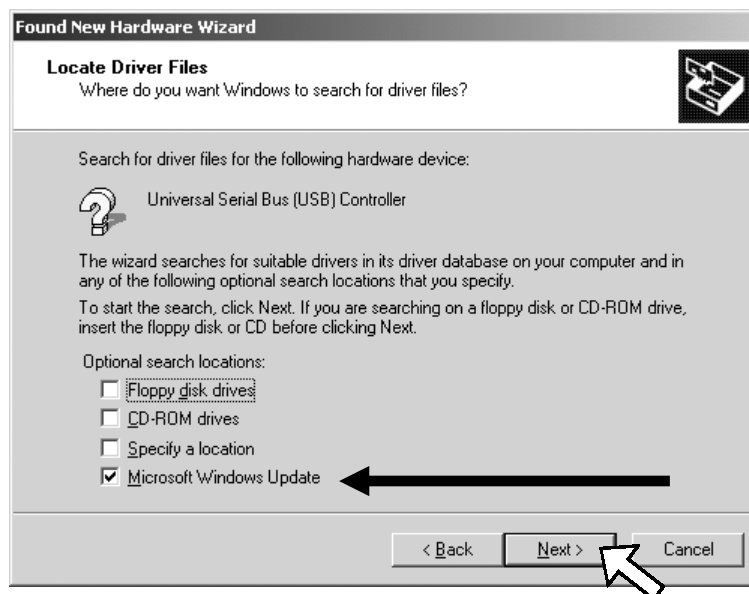 Found New Hardware Wizard
Locate Driver Files
Where do you want Windows to search for driver files?
Search for driver files for the following hardware device:
Universal Serial Bus (USB) Controller
The wizard searches for suitable drivers in its driver database on your computer and in
any of the following optional search locations that you specify.
To start the search, click Next. If you are searching on a floppy disk or CD-ROM drive,
insert the floppy disk or CD before clicking Next.
Optional search locations:
Floppy disk drives
CD-ROM drives
Specify a location
Microsoft Windows Update
< Back Next > Cancel